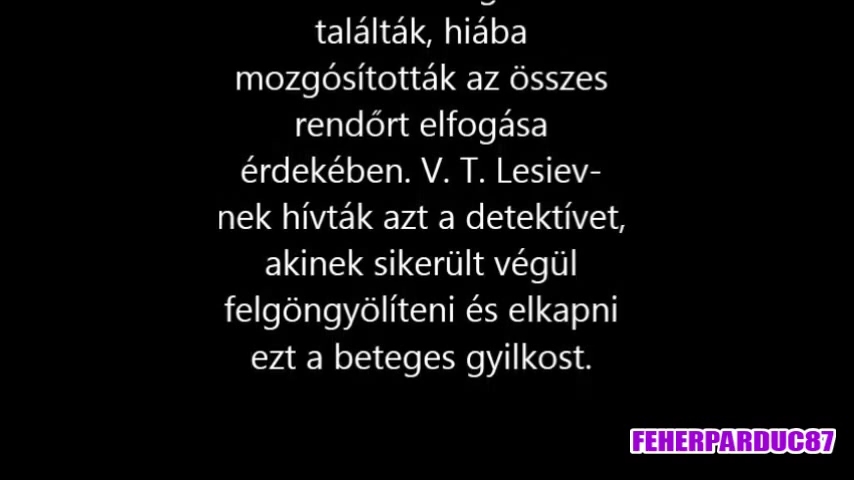 találták, hiába
mozgósították az összes
rendőrt elfogása
érdekében. V. T. Lesiev-
nek hívták azt a detektívet,
akinek sikerült végül
felgöngyölíteni és elkapni
ezt a beteges gyilkost.
FEHERPARDUC87